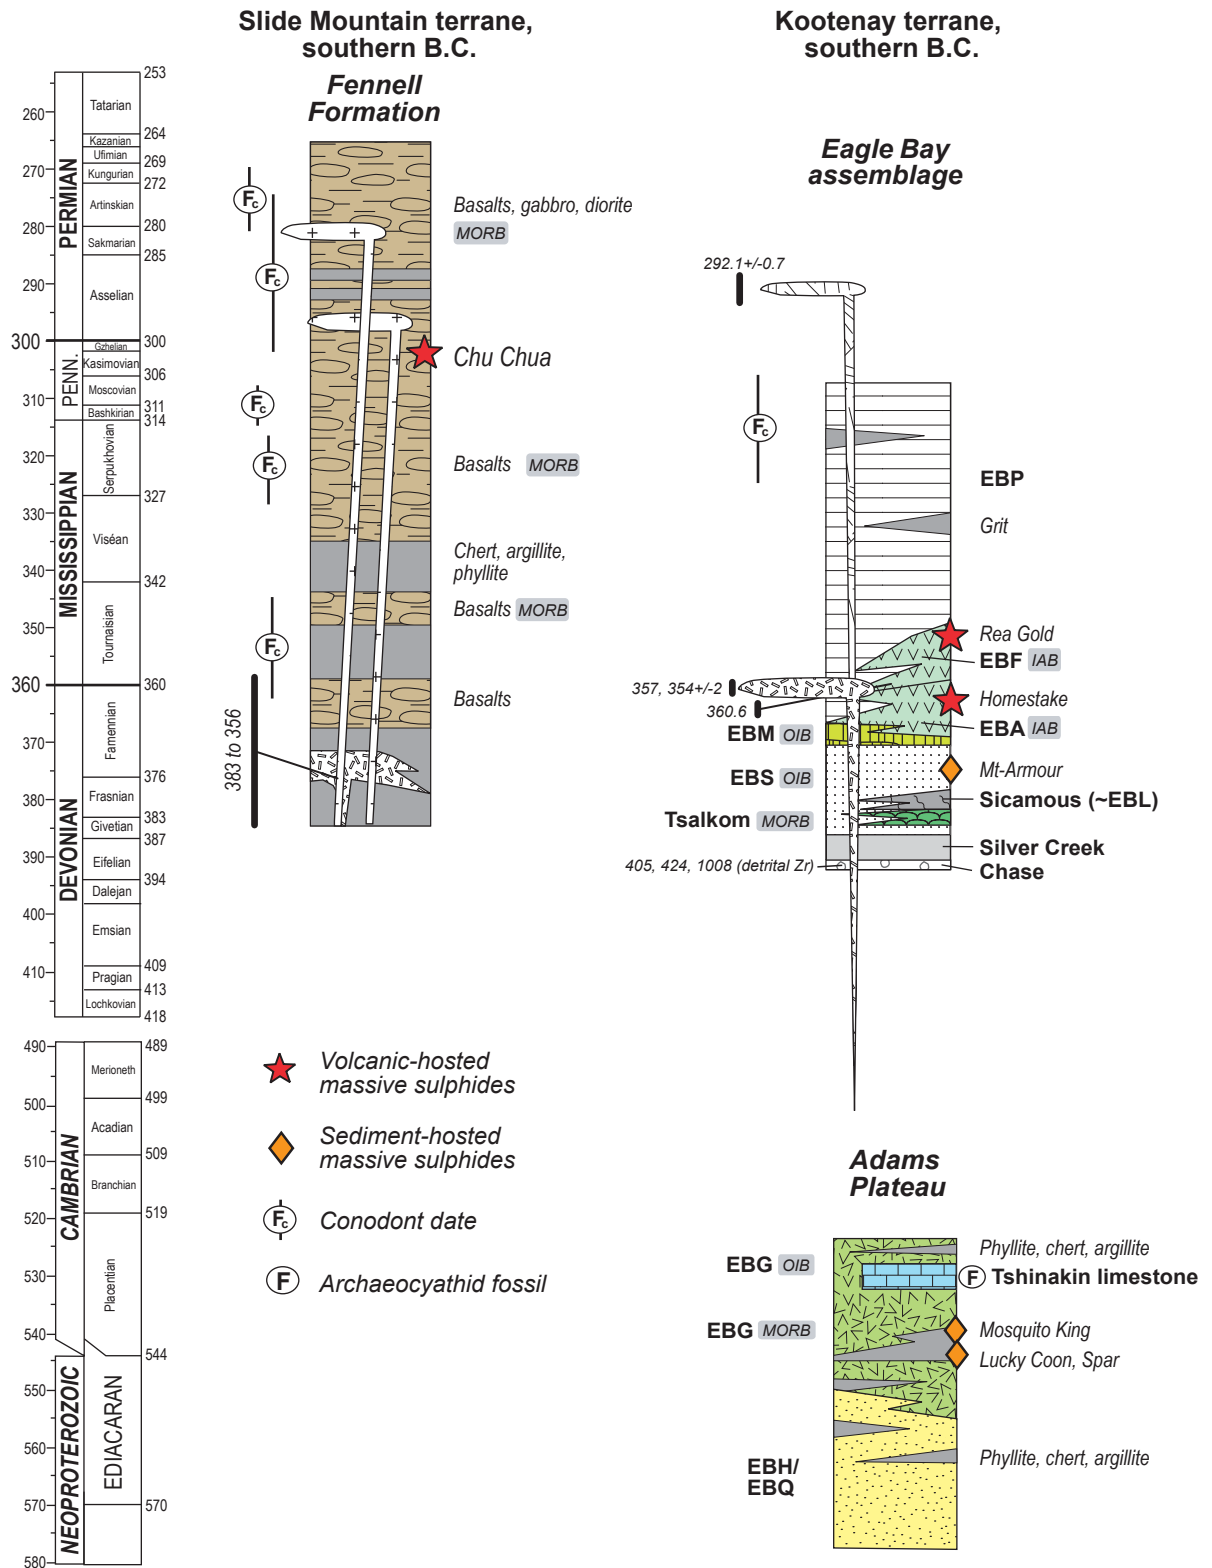 Slide Mountain terrane,
southern B.C.
Kootenay terrane,
southern B.C.
Fennell
Formation
Eagle Bay
assemblage
PERMIAN
PENN.
MISSISSIPPIAN
DEVONIAN
260
270
280
290
300
310
320
330
340
350
360
370
380
390
400
410
Tatarian
Kazanian
Ufimian
Kungurian
Artinskian
Sakmarian
Asselian
Gzhelian
Kasimovian
Moscovian
Bashkirian
Serpukhovian
Viséan
Tournaisian
Famennian
Frasnian
Givetian
Eifelian
Dalejan
Emsian
Pragian
Lochkovian
253
264
269
272
280
285
300
306
311
314
327
342
360
376
383
387
394
409
413
418
Fc
Fc
Fc
Fc
Fc
383 to 356
Basalts, gabbro, diorite
MORB
Chu Chua
Basalts MORB
Chert, argillite,
phyllite
Basalts MORB
Basalts
292.1+/-0.7
Fc
357, 354+/-2
360.6
EBM OIB
EBS OIB
Tsalkom MORB
405, 424, 1008 (detrital Zr)
EBP
Grit
Rea Gold
EBF IAB
Homestake
EBA IAB
Mt-Armour
Sicamous (~EBL)
Silver Creek
Chase
CAMBRIAN
NEOPROTEROZOIC
490
500
510
520
530
540
550
560
570
580
Merioneth
Acadian
Branchian
Placentian
EDIACARAN
489
499
509
519
544
570
Volcanic-hosted
massive sulphides
Sediment-hosted
massive sulphides
Fc Conodont date
F Archaeocyathid fossil
Adams
Plateau
EBG OIB
EBG MORB
EBH/
EBQ
Phyllite, chert, argillite
F Tshinakin limestone
Mosquito King
Lucky Coon, Spar
Phyllite, chert, argillite